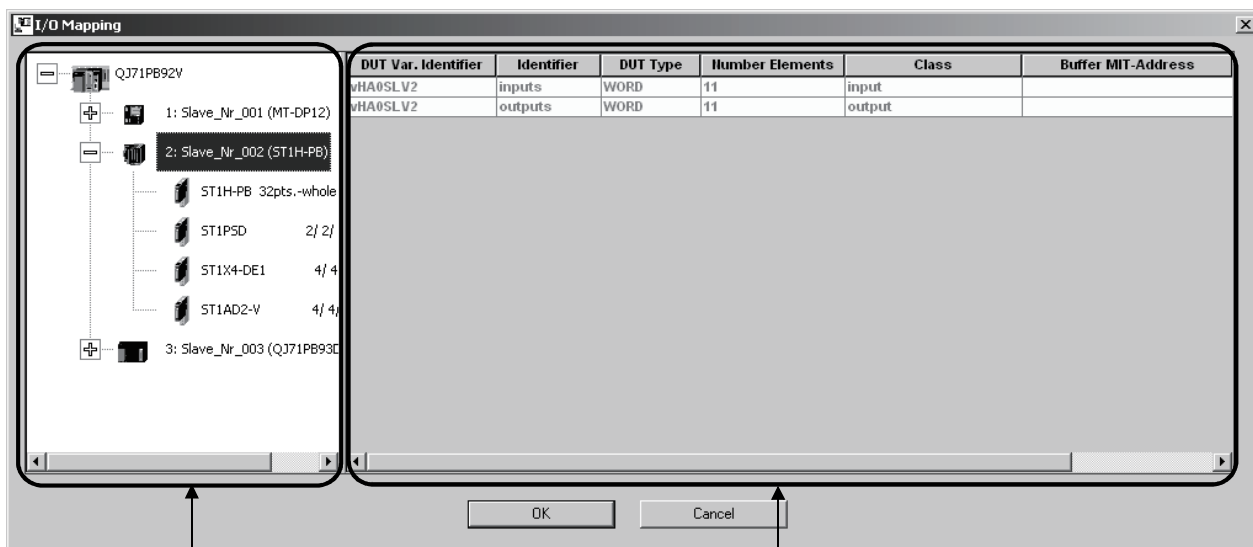 I/O Mapping
QJ71PB92V
1: Slave_Nr_001 (MT-DP12)
2: Slave_Nr_002 (ST1H-PB)
ST1H-PB 32pts.-whole
ST1PSD 2/ 2/
ST1X4-DE1 4/ 4
ST1AD2-V 4/ 4/
3: Slave_Nr_003 (QJ71PB93D
DUT Var. Identifier Identifier DUT Type Number Elements Class Buffer MIT-Address
vHA0SLV2 inputs WORD 11 input
vHA0SLV2 outputs WORD 11 output
OK Cancel